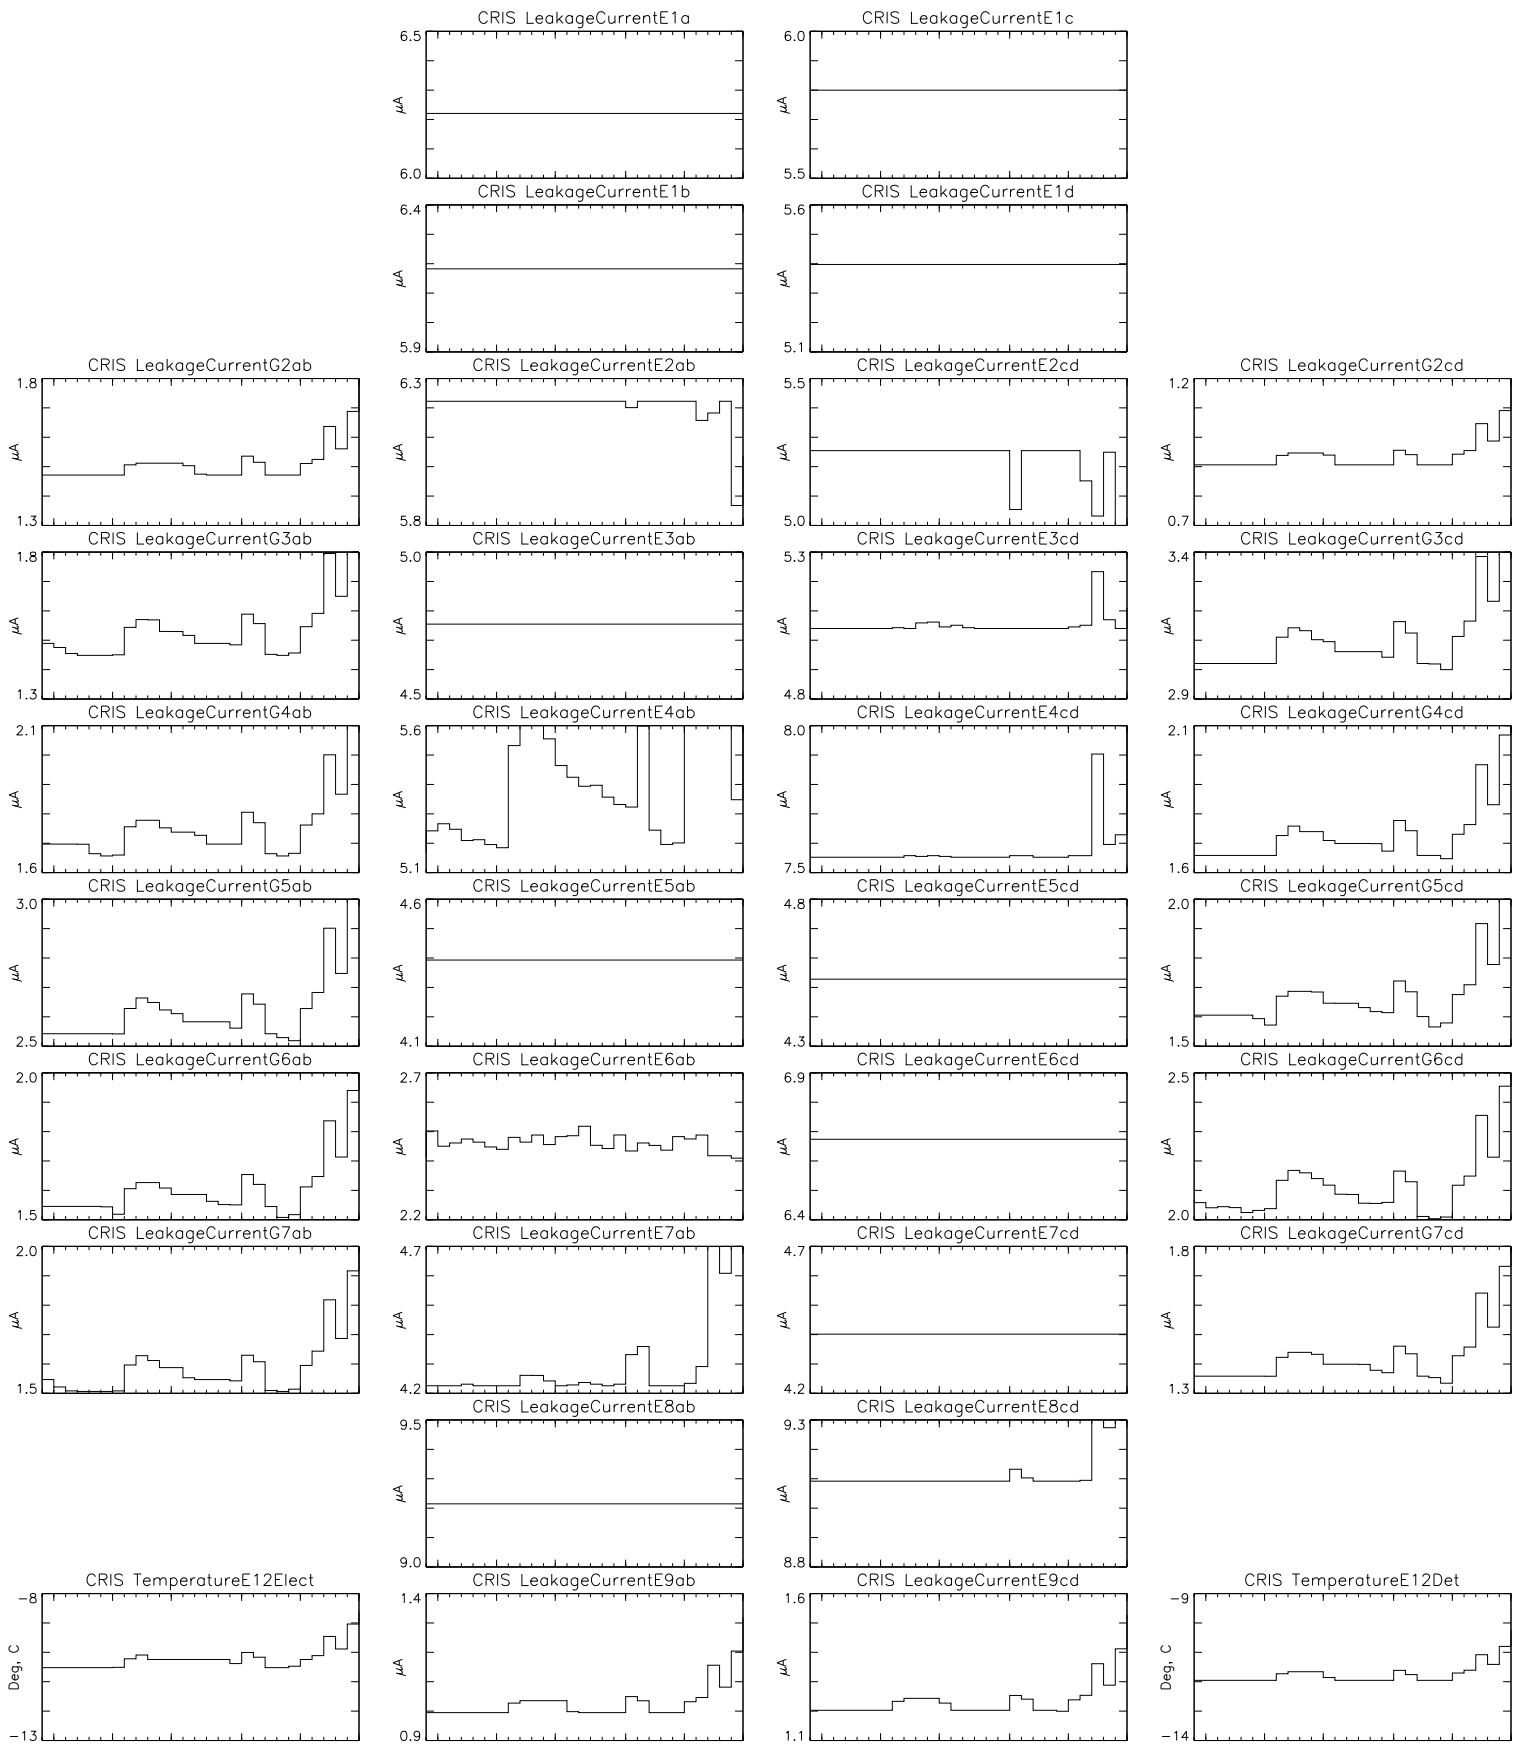 CRIS LeakageCurrentE1a CRIS LeakageCurrentE1c
6.5 6.0
μA μA
6.0 5.5
CRIS LeakageCurrentE1b CRIS LeakageCurrentE1d
6.4 5.6
μA μA
5.9 5.1
CRIS LeakageCurrentG2ab CRIS LeakageCurrentE2ab CRIS LeakageCurrentE2cd CRIS LeakageCurrentG2cd
1.8 6.3 5.5 1.2
μA μA μA μA
1.3 5.8 5.0 0.7
CRIS LeakageCurrentG3ab CRIS LeakageCurrentE3ab CRIS LeakageCurrentE3cd CRIS LeakageCurrentG3cd
1.8 5.0 5.3 3.4
μA μA μA μA
1.3 4.5 4.8 2.9
CRIS LeakageCurrentG4ab CRIS LeakageCurrentE4ab CRIS LeakageCurrentE4cd CRIS LeakageCurrentG4cd
2.1 5.6 8.0 2.1
μA μA μA μA
1.6 5.1 7.5 1.6
CRIS LeakageCurrentG5ab CRIS LeakageCurrentE5ab CRIS LeakageCurrentE5cd CRIS LeakageCurrentG5cd
3.0 4.6 4.8 2.0
μA μA μA μA
2.5 4.1 4.3 1.5
CRIS LeakageCurrentG6ab CRIS LeakageCurrentE6ab CRIS LeakageCurrentE6cd CRIS LeakageCurrentG6cd
2.0 2.7 6.9 2.5
μA μA μA μA
1.5 2.2 6.4 2.0
CRIS LeakageCurrentG7ab CRIS LeakageCurrentE7ab CRIS LeakageCurrentE7cd CRIS LeakageCurrentG7cd
2.0 4.7 4.7 1.8
μA μA μA μA
1.5 4.2 4.2 1.3
CRIS LeakageCurrentE8ab CRIS LeakageCurrentE8cd
9.5 9.3
μA μA
9.0 8.8
CRIS TemperatureE12Elect CRIS LeakageCurrentE9ab CRIS LeakageCurrentE9cd CRIS TemperatureE12Det
-8 1.4 1.6 -9
Deg, C μA μA Deg, C
-13 0.9 1.1 -14